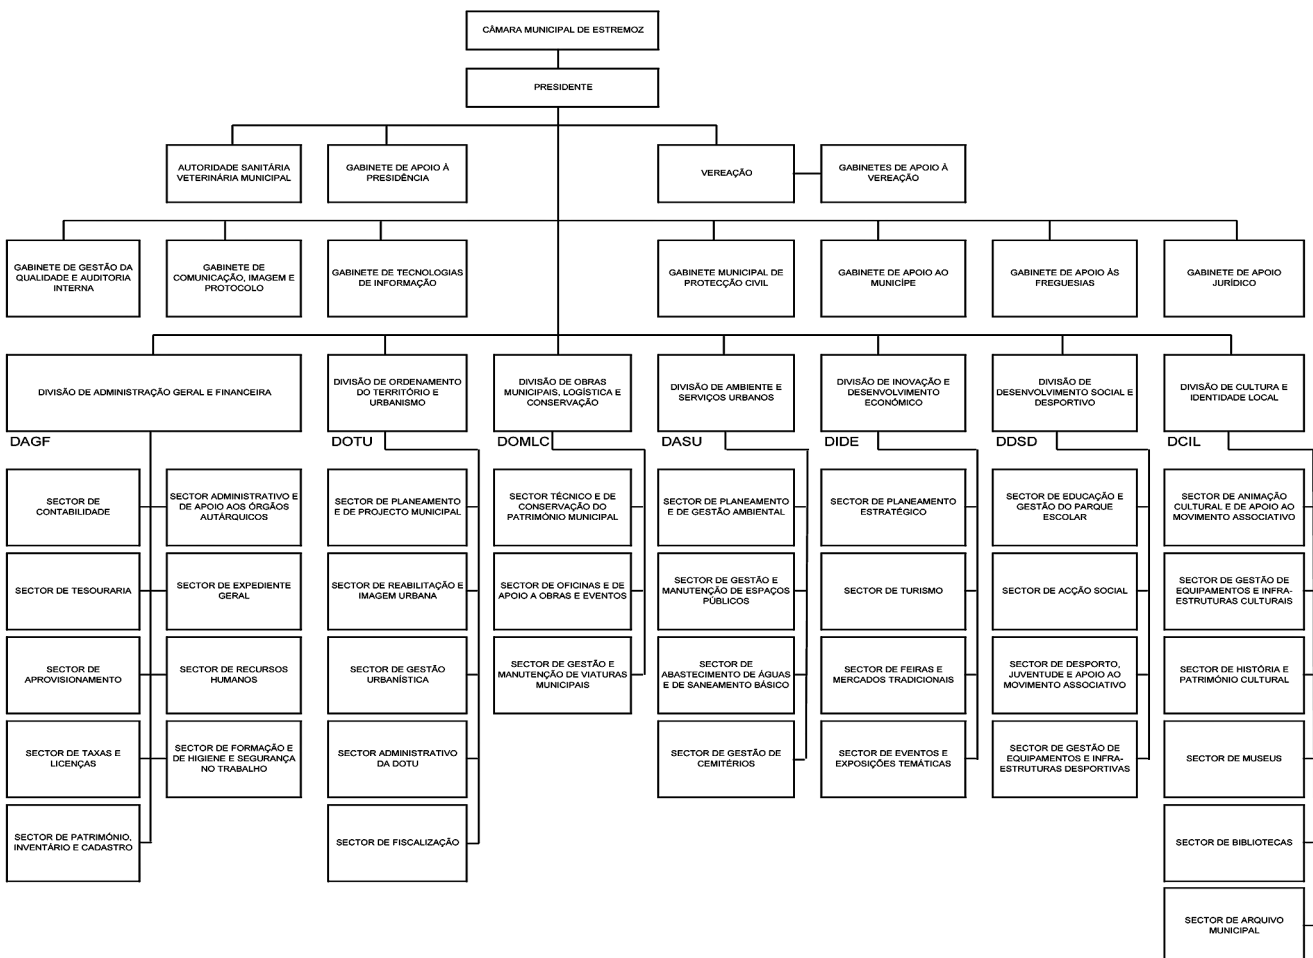 CÂMARA MUNICIPAL DE ESTREMOZ
PRESIDENTE
AUTORIDADE SANITÁRIA
VETERINÁRIA MUNICIPAL
GABINETE DE APOIO À
PRESIDÊNCIA
VEREAÇÃO
GABINETES DE APOIO À
VEREAÇÃO
GABINETE DE GESTÃO DA
QUALIDADE E AUDITORIA
INTERNA
GABINETE DE
COMUNICAÇÃO, IMAGEM E
PROTOCOLO
GABINETE DE TECNOLOGIAS
DE INFORMAÇÃO
GABINETE MUNICIPAL DE
PROTECÇÃO CIVIL
GABINETE DE APOIO AO
MUNICÍPE
GABINETE DE APOIO ÀS
FREGUESIAS
GABINETE DE APOIO
JURÍDICO
DIVISÃO DE ADMINISTRAÇÃO GERAL E FINANCEIRA
DIVISÃO DE ORDENAMENTO
DO TERRITÓRIO E
URBANISMO
DIVISÃO DE OBRAS
MUNICIPAIS, LOGÍSTICA E
CONSERVAÇÃO
DIVISÃO DE AMBIENTE E
SERVIÇOS URBANOS
DIVISÃO DE INOVAÇÃO E
DESENVOLVIMENTO
ECONÓMICO
DIVISÃO DE
DESENVOLVIMENTO SOCIAL E
DESPORTIVO
DIVISÃO DE CULTURA E
IDENTIDADE LOCAL
DAGF
DOTU
DOMLC
DASU
DIDE
DDSD
DCIL
SECTOR DE
CONTABILIDADE
SECTOR ADMINISTRATIVO E
DE APOIO AOS ÓRGÃOS
AUTÁRQUICOS
SECTOR DE PLANEAMENTO
E DE PROJECTO MUNICIPAL
SECTOR TÉCNICO E DE
CONSERVAÇÃO DO
PATRIMÓNIO MUNICIPAL
SECTOR DE PLANEAMENTO
E DE GESTÃO AMBIENTAL
SECTOR DE PLANEAMENTO
ESTRATÉGICO
SECTOR DE EDUCAÇÃO E
GESTÃO DO PARQUE
ESCOLAR
SECTOR DE ANIMAÇÃO
CULTURAL E DE APOIO AO
MOVIMENTO ASSOCIATIVO
SECTOR DE TESOURARIA
SECTOR DE EXPEDIENTE
GERAL
SECTOR DE REABILITAÇÃO E
IMAGEM URBANA
SECTOR DE OFICINAS E DE
APOIO A OBRAS E EVENTOS
SECTOR DE GESTÃO E
MANUTENÇÃO DE ESPAÇOS
PÚBLICOS
SECTOR DE TURISMO
SECTOR DE ACÇÃO SOCIAL
SECTOR DE GESTÃO DE
EQUIPAMENTOS E INFRA-
ESTRUTURAS CULTURAIS
SECTOR DE
APROVISIONAMENTO
SECTOR DE RECURSOS
HUMANOS
SECTOR DE GESTÃO
URBANÍSTICA
SECTOR DE GESTÃO E
MANUTENÇÃO DE VIATURAS
MUNICIPAIS
SECTOR DE
ABASTECIMENTO DE ÁGUAS
E DE SANEAMENTO BÁSICO
SECTOR DE FEIRAS E
MERCADOS TRADICIONAIS
SECTOR DE DESPORTO,
JUVENTUDE E APOIO AO
MOVIMENTO ASSOCIATIVO
SECTOR DE HISTÓRIA E
PATRIMÓNIO CULTURAL
SECTOR DE TAXAS E
LICENÇAS
SECTOR DE FORMAÇÃO E
DE HIGIENE E SEGURANÇA
NO TRABALHO
SECTOR ADMINISTRATIVO
DA DOTU
SECTOR DE GESTÃO DE
CEMITÉRIOS
SECTOR DE EVENTOS E
EXPOSIÇÕES TEMÁTICAS
SECTOR DE GESTÃO DE
EQUIPAMENTOS E INFRA-
ESTRUTURAS DESPORTIVAS
SECTOR DE MUSEUS
SECTOR DE PATRIMÓNIO,
INVENTÁRIO E CADASTRO
SECTOR DE FISCALIZAÇÃO
SECTOR DE BIBLIOTECAS
SECTOR DE ARQUIVO
MUNICIPAL